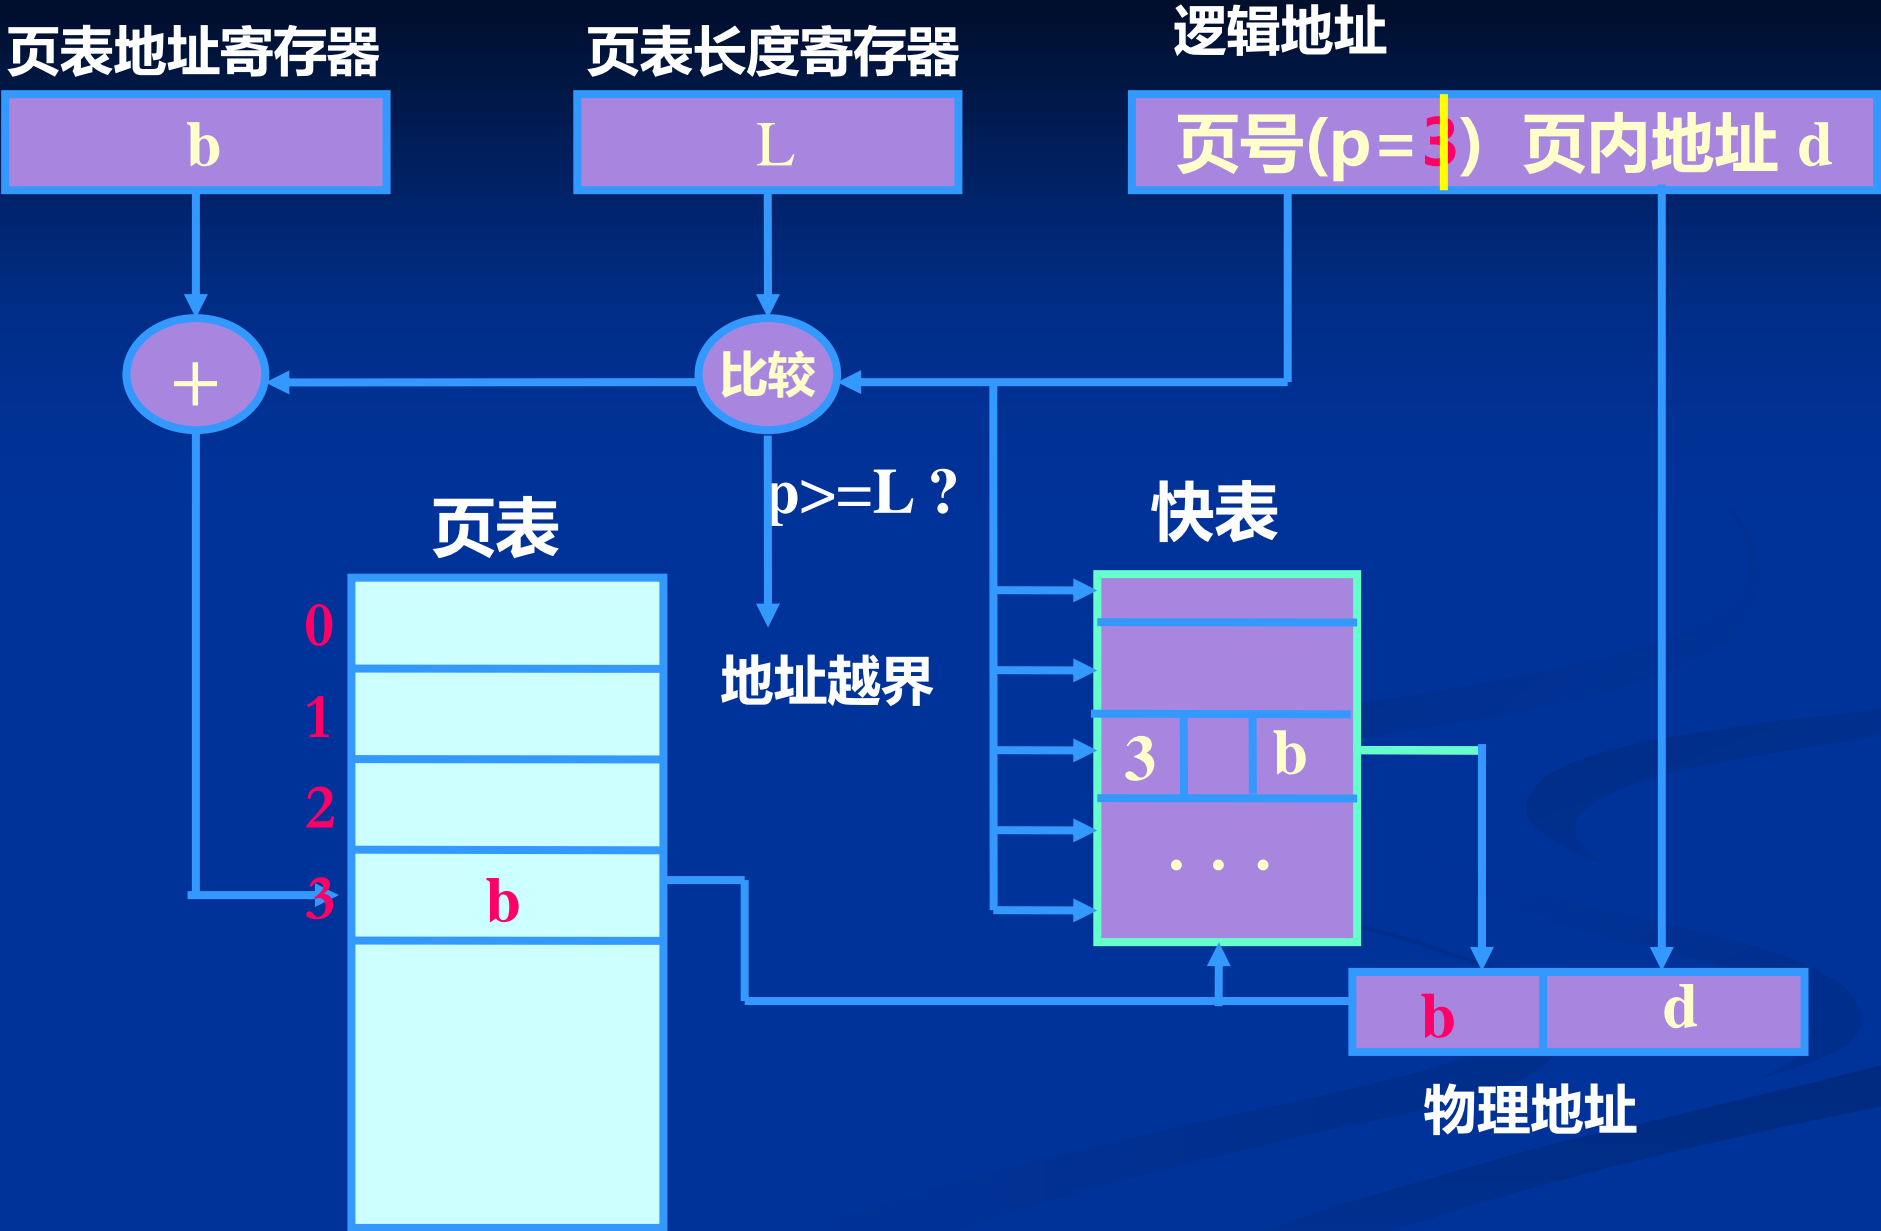 页表地址寄存器
页表长度寄存器
逻辑地址
b
L
页号(p=3) 页内地址 d
+
比较
p>=L ?
页表
快表
0
1
2
3
b
地址越界
3
b
. . .
b
d
物理地址